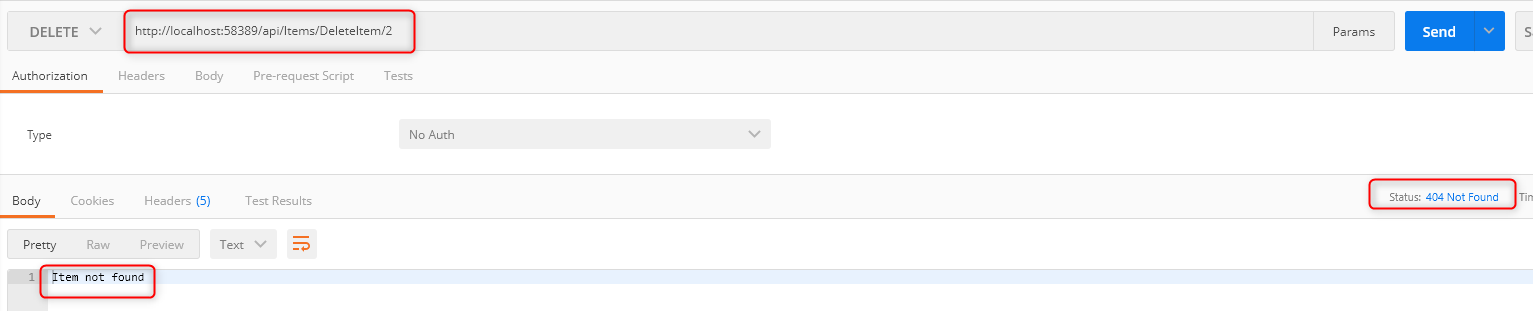 DELETE http://localhost:58389/api/Items/DeleteItem/2 Params Send S
Authorization Headers Body Pre-request Script Tests
Type No Auth
Body Cookies Headers (5) Test Results Status: 404 Not Found Tim
Pretty Raw Preview Text
1 Item not found